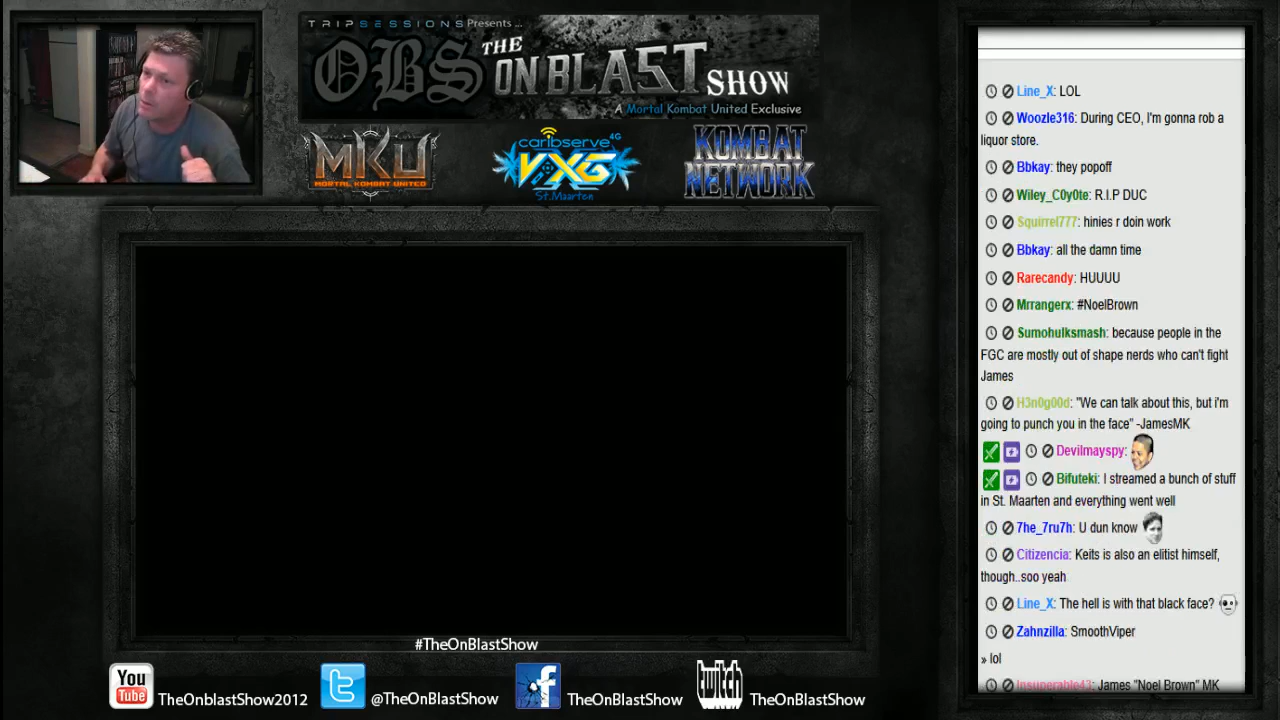 TRIPSESSIONS Presents ...
OBS THE ON BLAST SHOW
A Mortal Kombat United Exclusive
MKU
MORTAL KOMBAT UNITED
caribserve 4G
VXG
St.Maarten
KOMBAT
NETWORK
#TheOnBlastShow
You
Tube
TheOnblastShow2012
@TheOnBlastShow
TheOnBlastShow
twitch
TheOnBlastShow
Line_X: LOL
Woozle316: During CEO, I'm gonna rob a
liquor store.
Bbkay: they popoff
Wiley_C0y0te: R.I.P DUC
Squirrel777: hinies r doin work
Bbkay: all the damn time
Rarecandy: HUUUU
Mrrangerx: #NoelBrown
Sumohulksmash: because people in the
FGC are mostly out of shape nerds who can't fight
James
H3n0g00d: "We can talk about this, but i'm
going to punch you in the face" -JamesMK
Devilmayspy:
Bifuteki: I streamed a bunch of stuff
in St. Maarten and everything went well
7he_7ru7h: U dun know
Citizencia: Keits is also an elitist himself,
though..soo yeah
Line_X: The hell is with that black face?
Zahnzilla: SmoothViper
» lol
Insuperable43: James "Noel Brown" MK